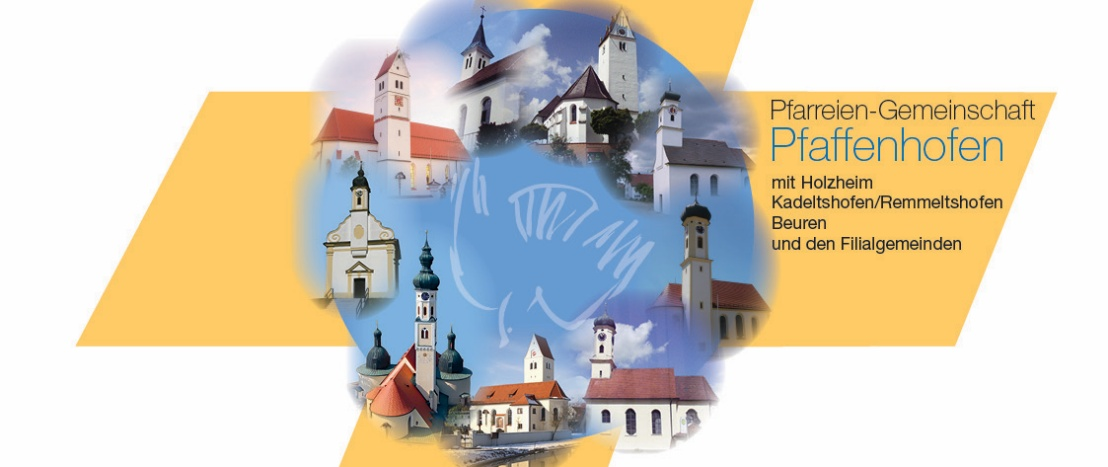 Pfarreien-Gemeinschaft
Pfaffenhofen
mit Holzheim
Kadeltshofen/Remmeltshofen
Beuren
und den Filialgemeinden